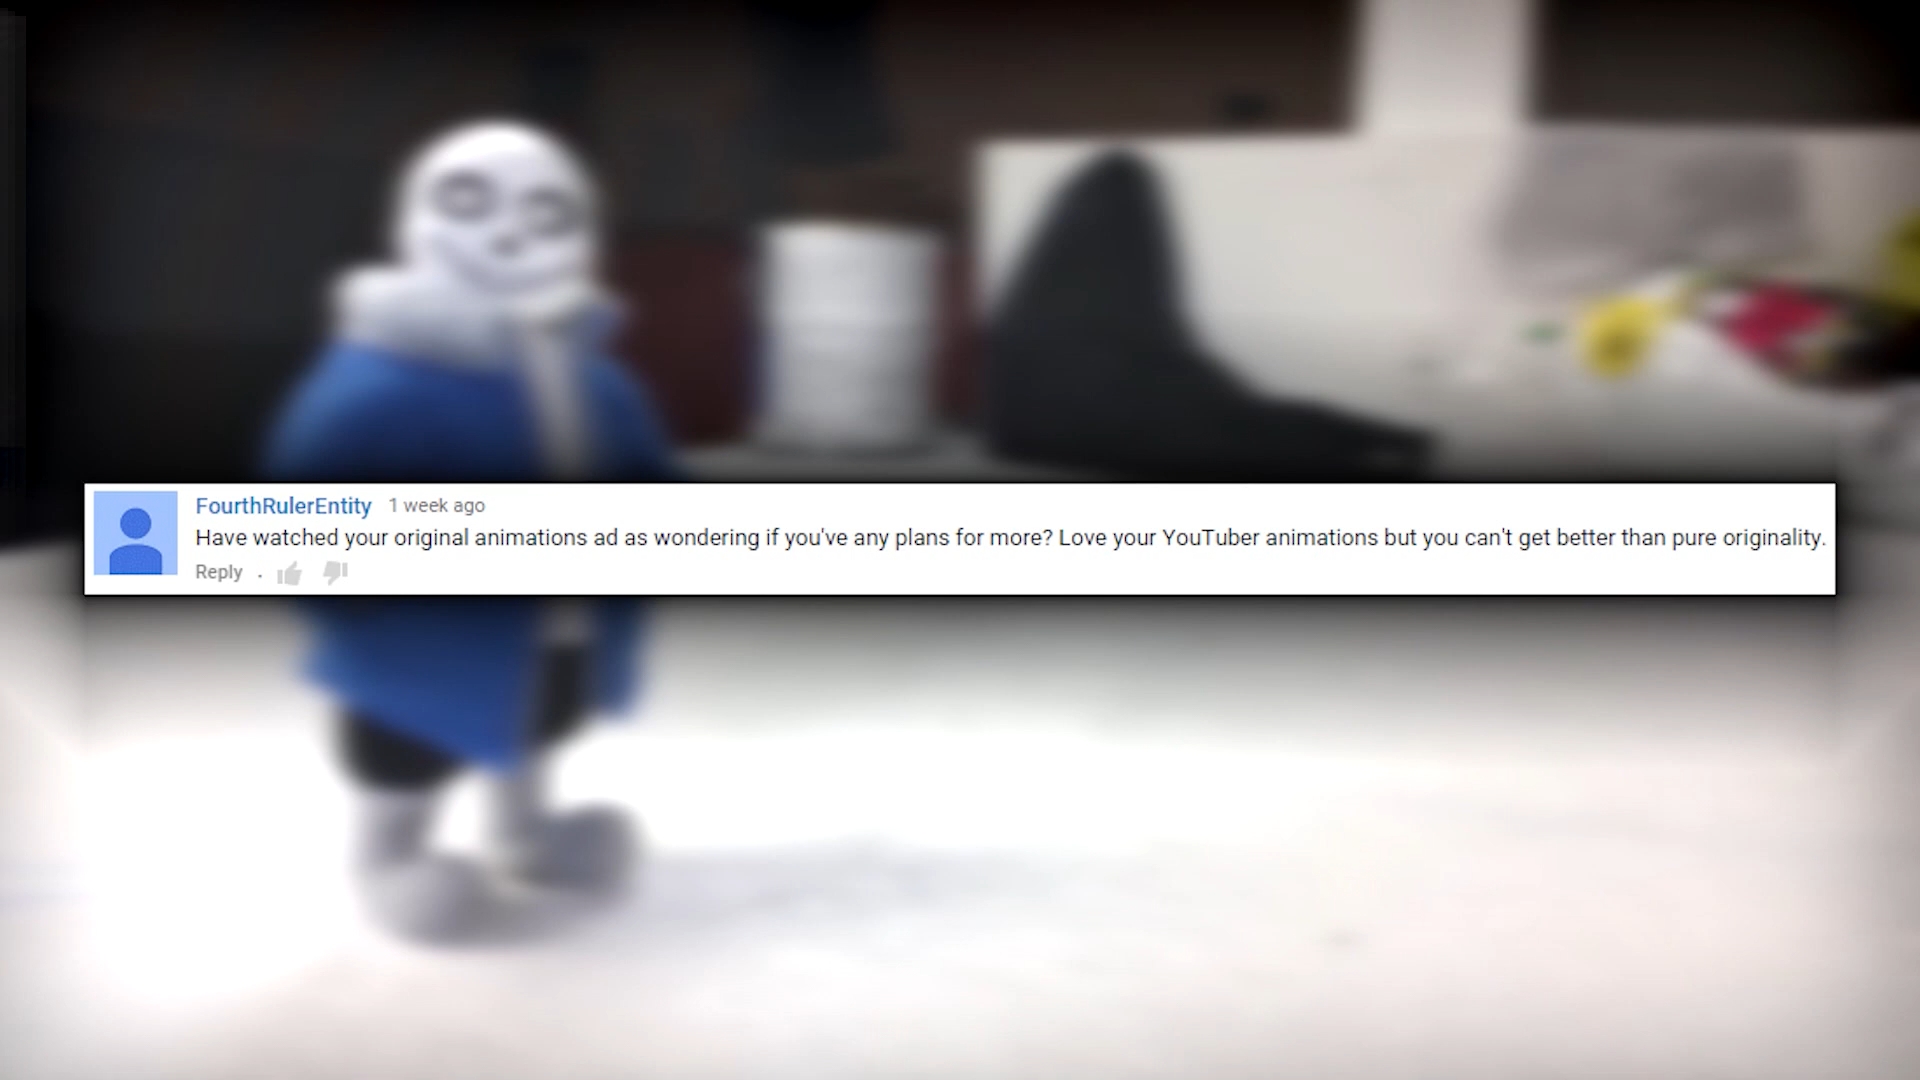 FourthRulerEntity 1 week ago
Have watched your original animations ad as wondering if you've any plans for more? Love your YouTuber animations but you can't get better than pure originality.
Reply .